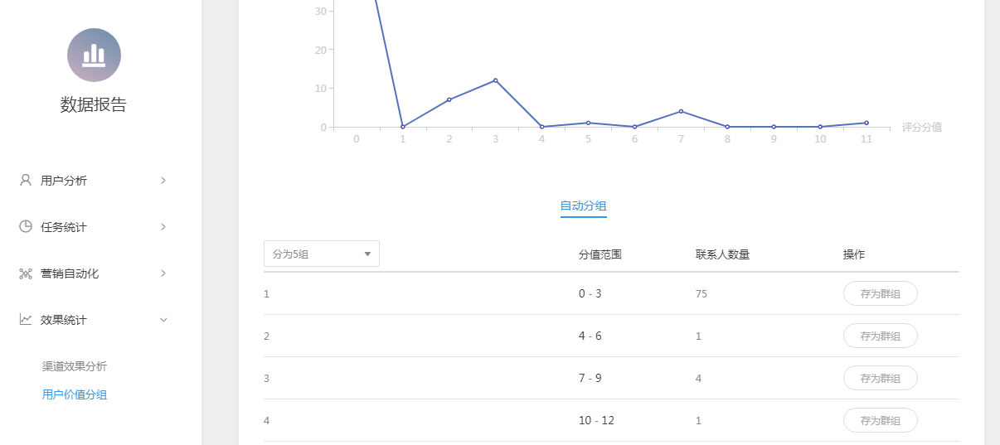 数据报告
用户分析
任务统计
营销自动化
效果统计
渠道效果分析
用户价值分组
30
20
10
0
0 1 2 3 4 5 6 7 8 9 10 11 评分分值
自动分组
分为5组 分值范围 联系人数量 操作
1 0 - 3 75 存为群组
2 4 - 6 1 存为群组
3 7 - 9 4 存为群组
4 10 - 12 1 存为群组